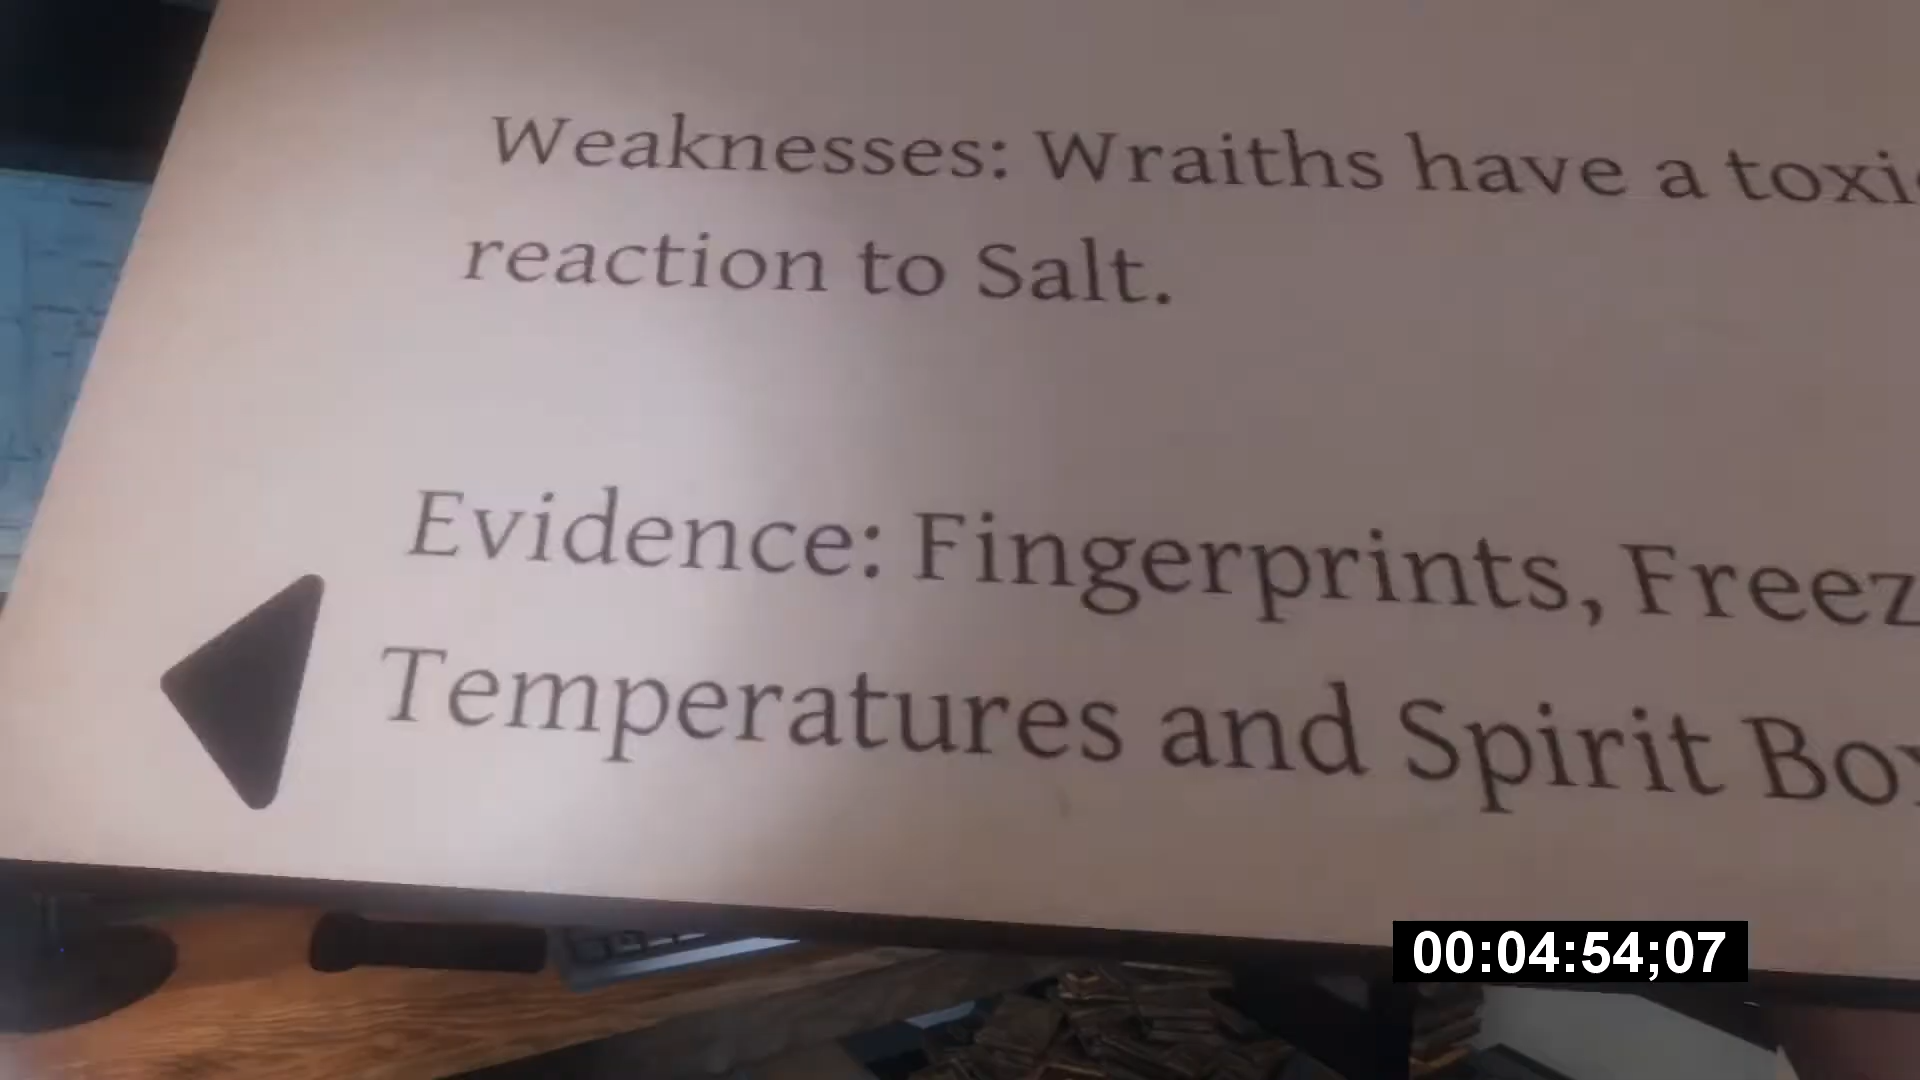 Weaknesses: Wraiths have a
reaction to Salt.
Evidence: Fingerprints,
Temperatures and Spirit
00:04:54;07